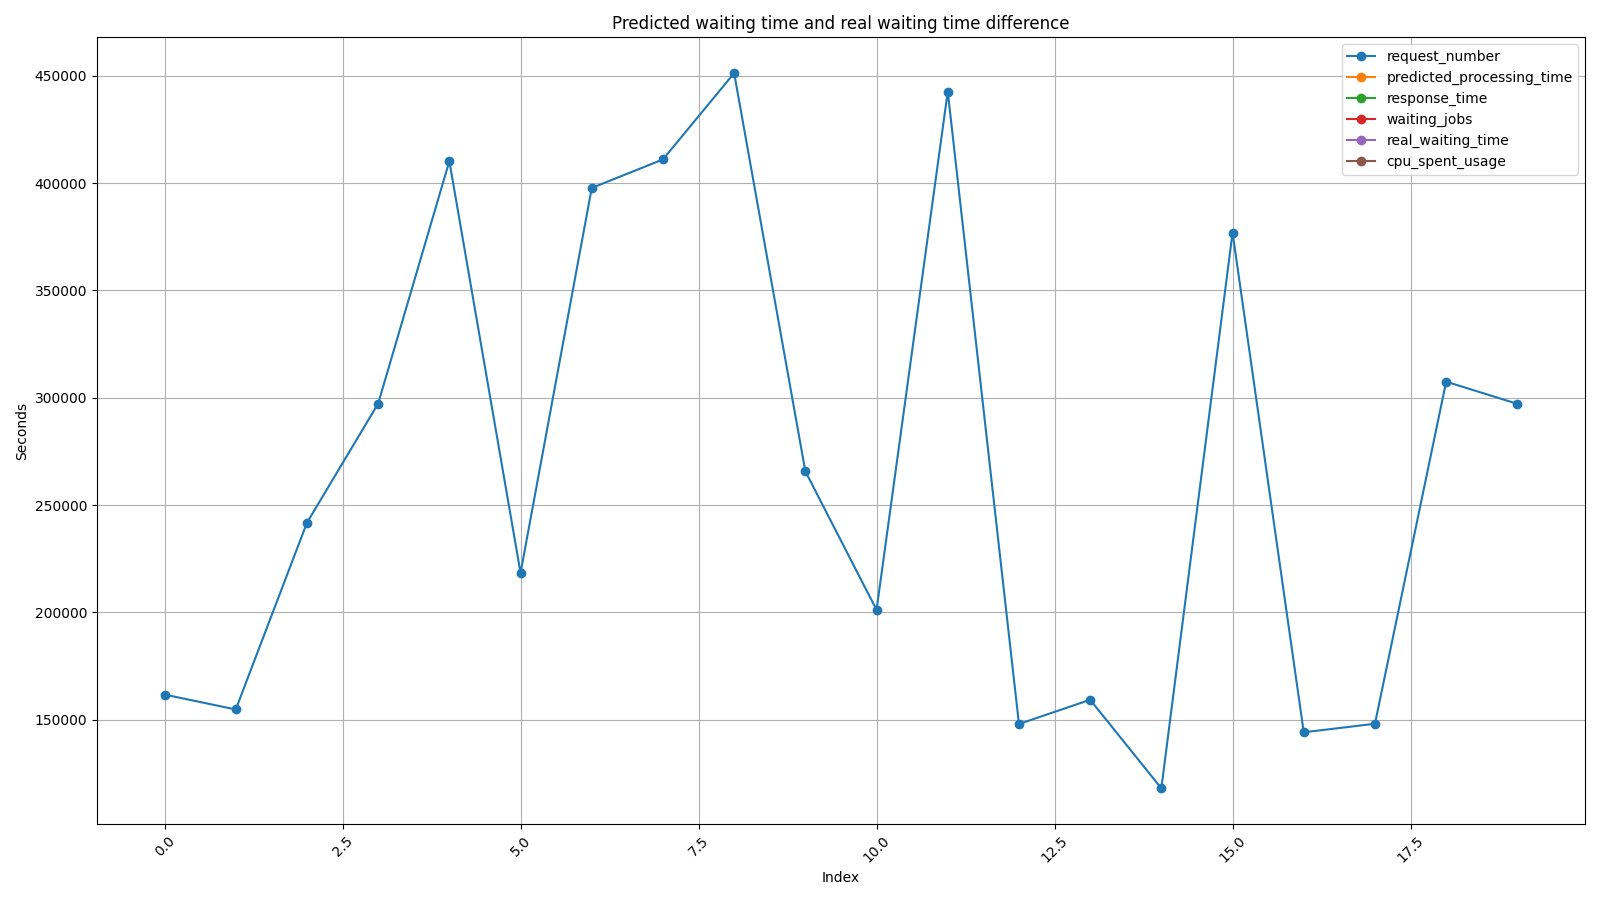 Predicted waiting time and real waiting time difference
request_number
predicted_processing_time
response_time
waiting_jobs
real_waiting_time
cpu_spent_usage
450000
400000
350000
300000
250000
200000
150000
Seconds
0.0
2.5
5.0
7.5
10.0
12.5
15.0
17.5
Index